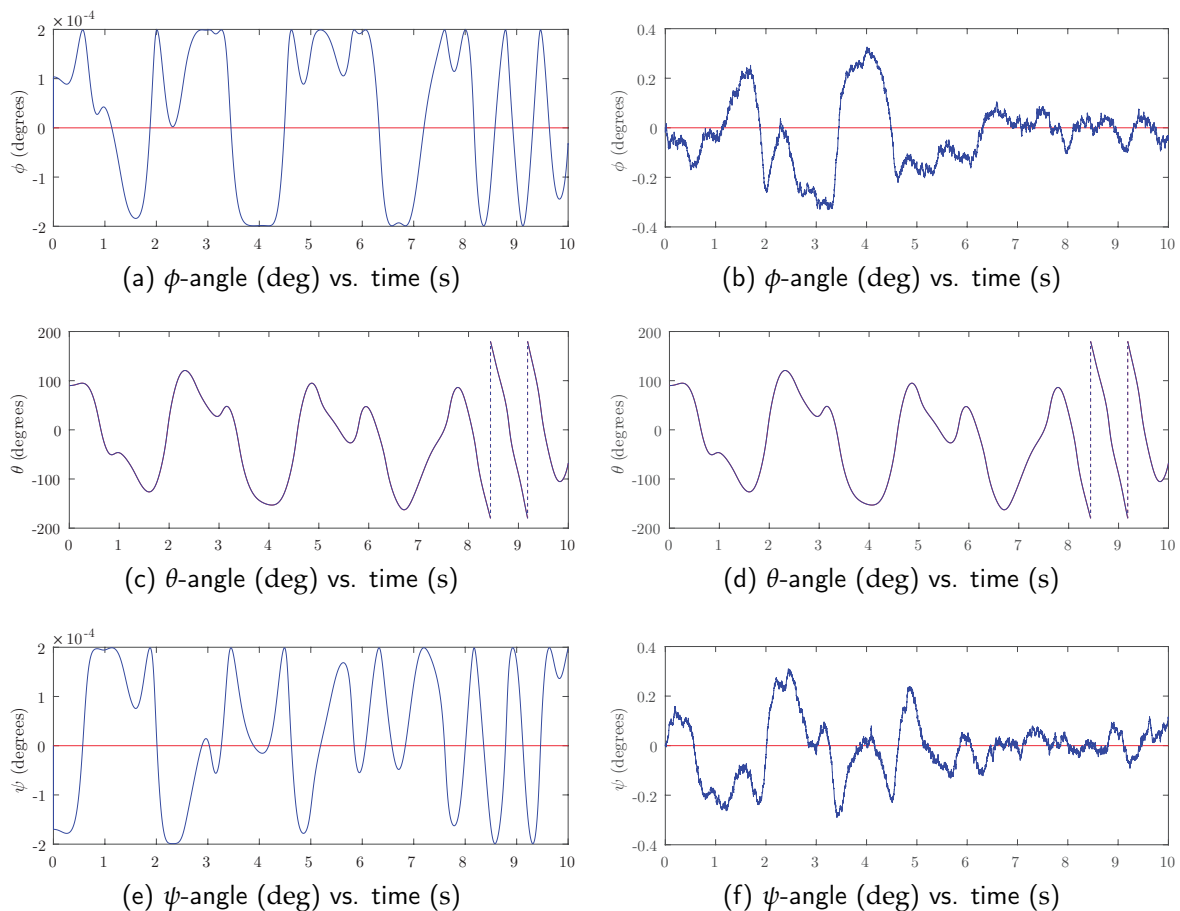 × 10⁻⁴
2
1
0
-1
-2
ϕ (degrees)
0 1 2 3 4 5 6 7 8 9 10
(a) ϕ-angle (deg) vs. time (s)
0.4
0.2
0
-0.2
-0.4
ϕ (degrees)
0 1 2 3 4 5 6 7 8 9 10
(b) ϕ-angle (deg) vs. time (s)
200
100
0
-100
-200
θ (degrees)
0 1 2 3 4 5 6 7 8 9 10
(c) θ-angle (deg) vs. time (s)
200
100
0
-100
-200
θ (degrees)
0 1 2 3 4 5 6 7 8 9 10
(d) θ-angle (deg) vs. time (s)
× 10⁻⁴
2
1
0
-1
-2
ψ (degrees)
0 1 2 3 4 5 6 7 8 9 10
(e) ψ-angle (deg) vs. time (s)
0.4
0.2
0
-0.2
-0.4
ψ (degrees)
0 1 2 3 4 5 6 7 8 9 10
(f) ψ-angle (deg) vs. time (s)